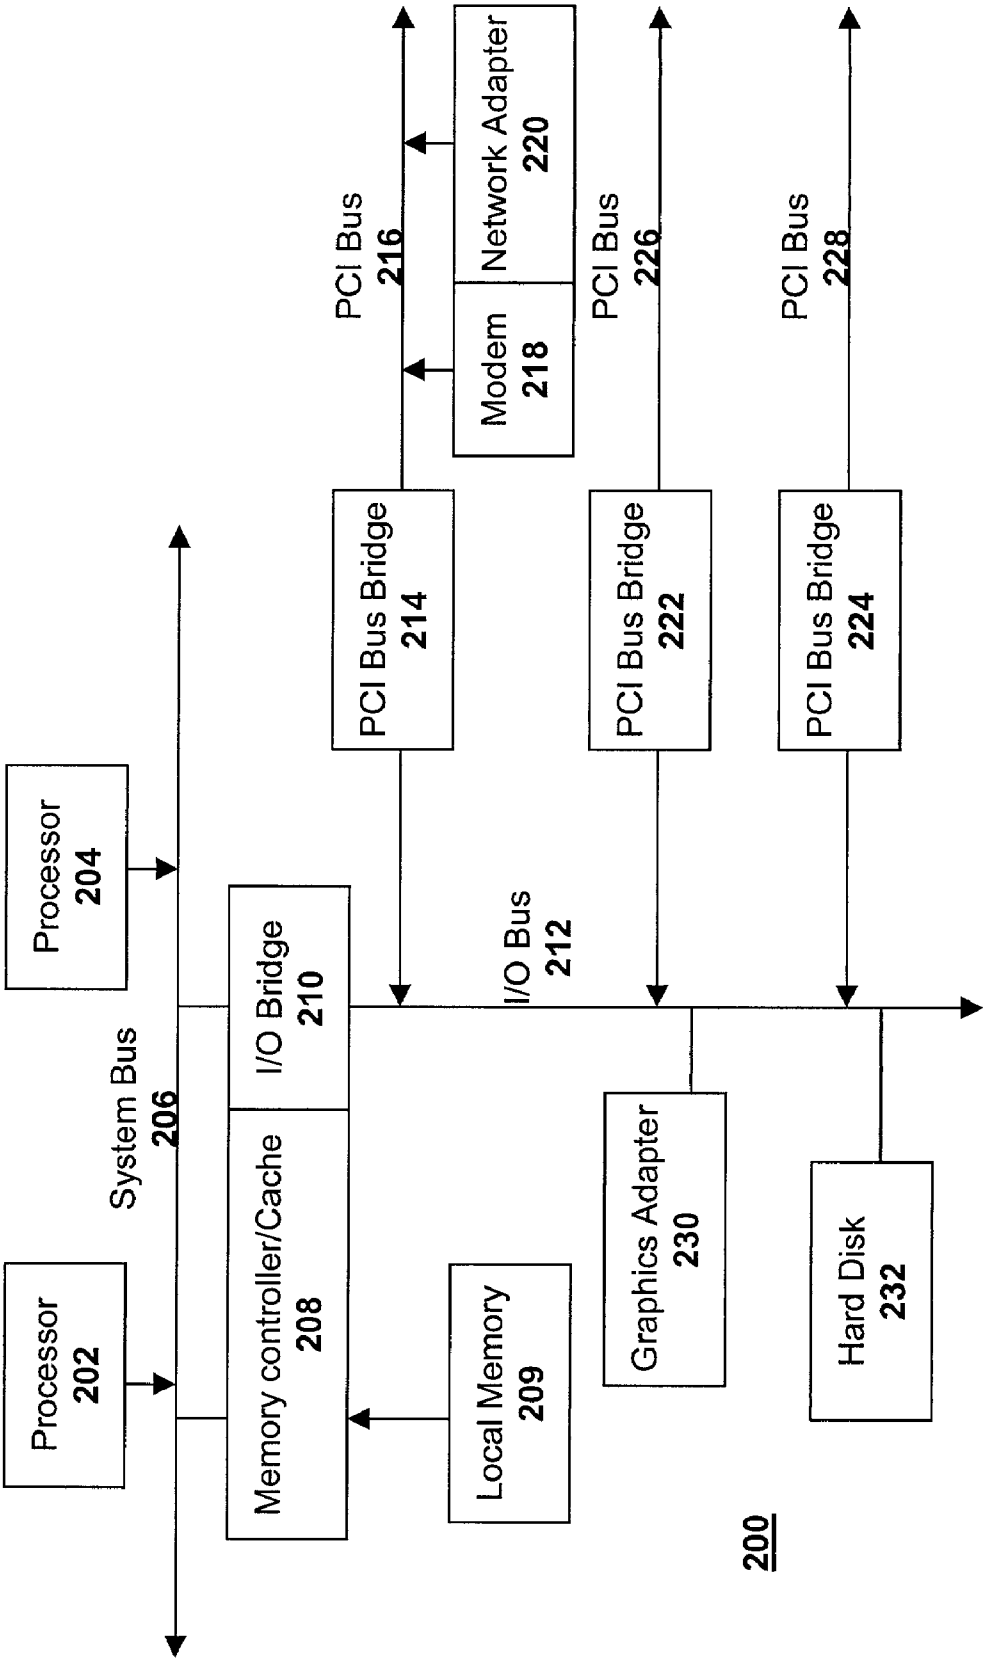 Processor
202
Processor
204
System Bus
206
Memory controller/Cache
208
I/O Bridge
210
Local Memory
209
I/O Bus
212
PCI Bus Bridge
214
PCI Bus
216
Modem
218
Network Adapter
220
Graphics Adapter
230
PCI Bus Bridge
222
PCI Bus
226
Hard Disk
232
PCI Bus Bridge
224
PCI Bus
228
200